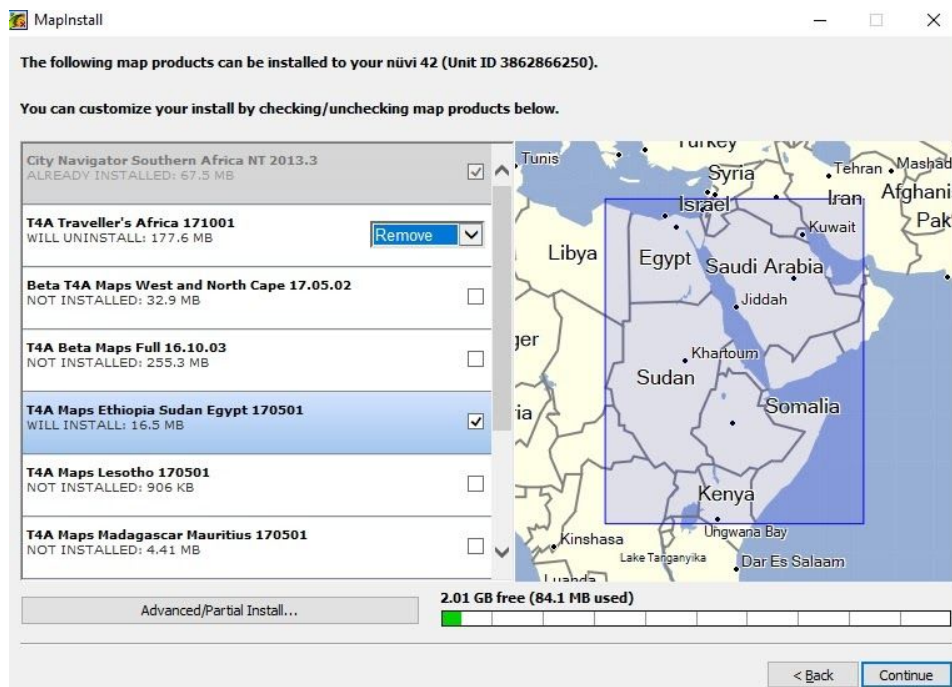 MapInstall
The following map products can be installed to your nüvi 42 (Unit ID 3862866250).
You can customize your install by checking/unchecking map products below.
City Navigator Southern Africa NT 2013.3
ALREADY INSTALLED: 67.5 MB
T4A Traveller's Africa 171001
WILL UNINSTALL: 177.6 MB
Remove
Beta T4A Maps West and North Cape 17.05.02
NOT INSTALLED: 32.9 MB
T4A Beta Maps Full 16.10.03
NOT INSTALLED: 255.3 MB
T4A Maps Ethiopia Sudan Egypt 170501
WILL INSTALL: 16.5 MB
T4A Maps Lesotho 170501
NOT INSTALLED: 906 KB
T4A Maps Madagascar Mauritius 170501
NOT INSTALLED: 4.41 MB
Turkey
Tunis
Syria
Tehran
Mashad
Israel
Iran
Afghani
Kuwait
Pak
Libya
Egypt
Saudi Arabia
Jiddah
ger
Khartoum
Sudan
ia
Somalia
Kenya
Kinshasa
Ungwana Bay
Lake Tanganyika
Dar Es Salaam
Luanda
Advanced/Partial Install...
2.01 GB free (84.1 MB used)
< Back
Continue